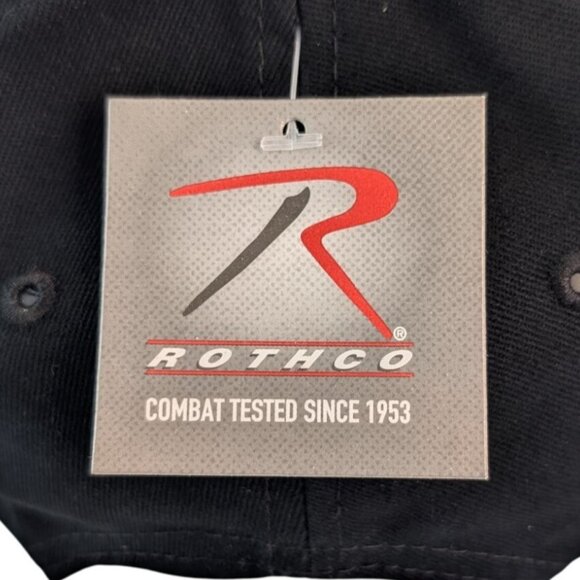 R
®
ROTHCO
COMBAT TESTED SINCE 1953